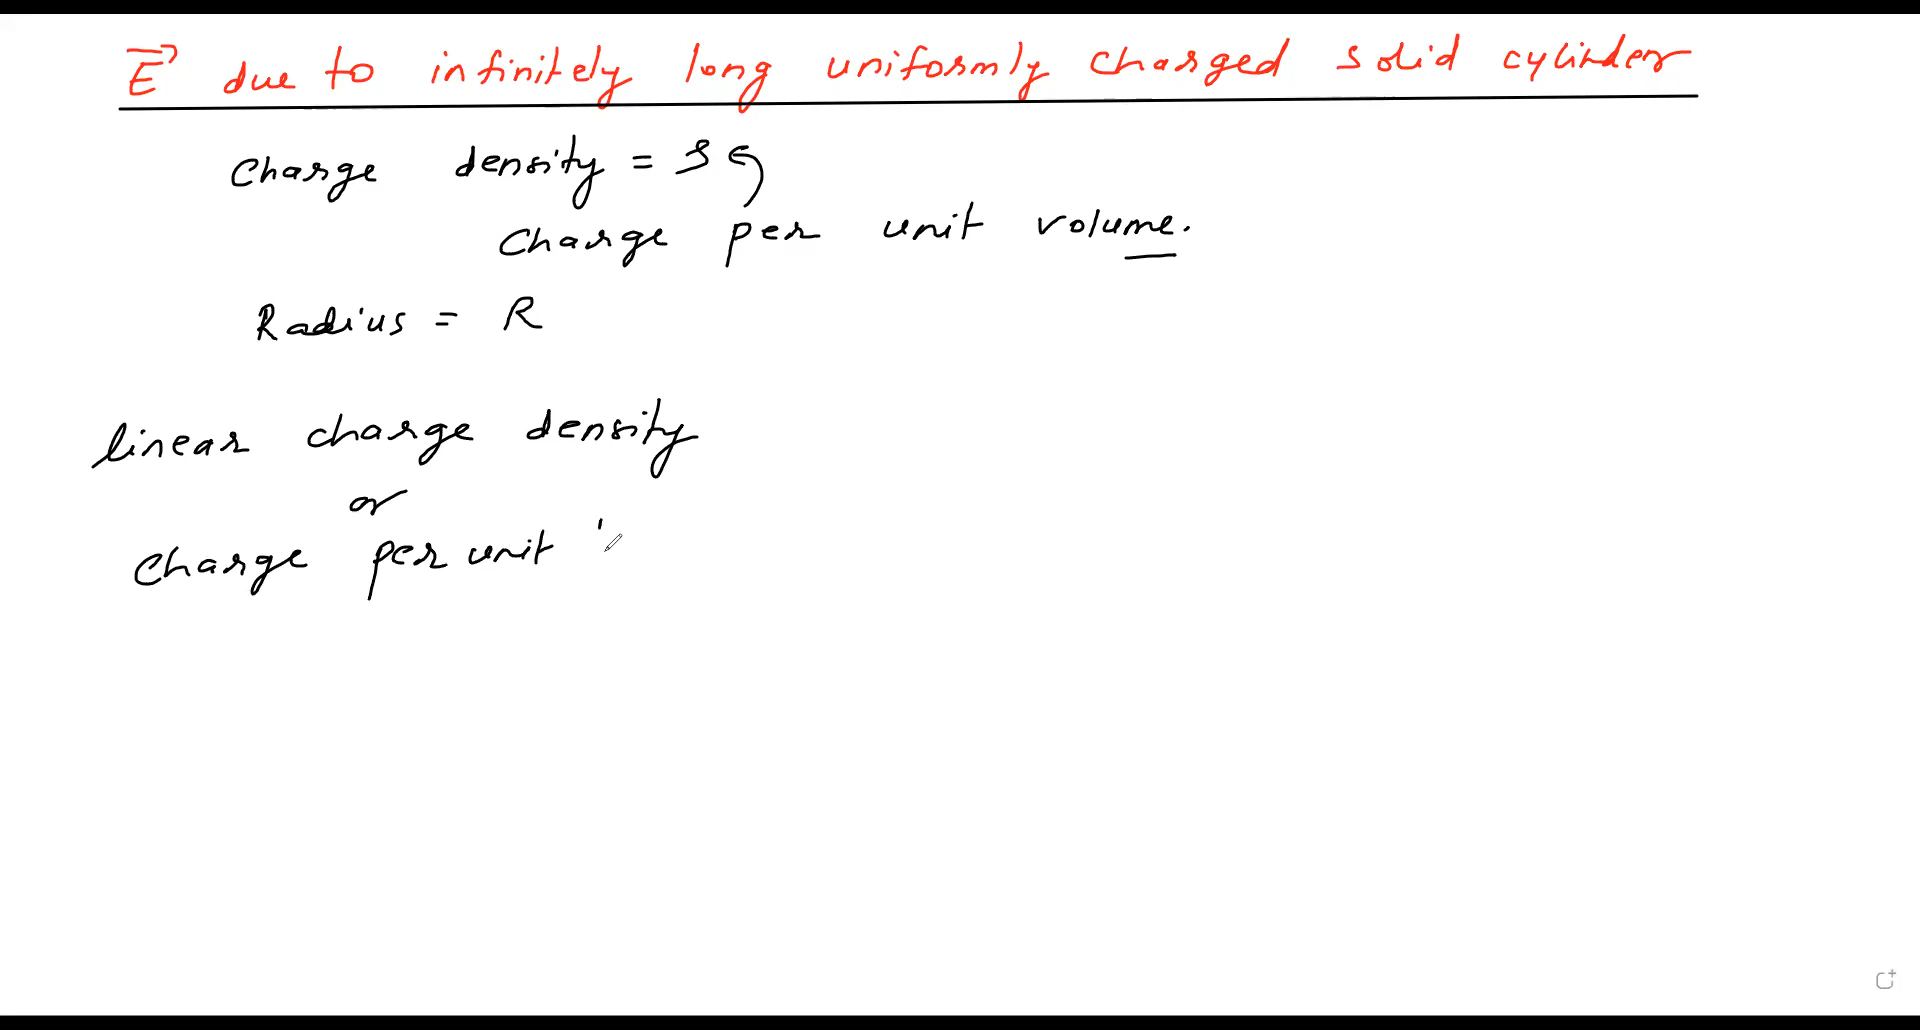 E⃗ due to infinitely long uniformly charged solid cylinder
Charge density = ρ
Charge per unit volume.
Radius = R
linear charge density
or
Charge per unit